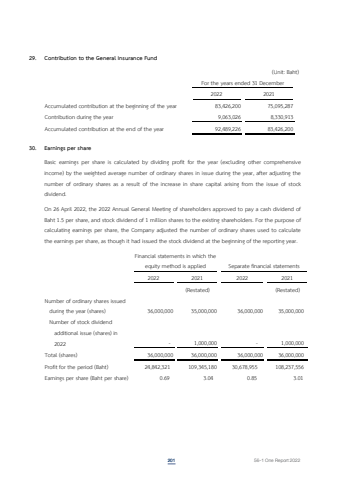 29. Contribution to the General Insurance Fund
(Unit: Baht)
For the years ended 31 December
2022 2021
Accumulated contribution at the beginning of the year 83,426,200 75,095,287
Contribution during the year 9,063,026 8,330,913
Accumulated contribution at the end of the year 92,489,226 83,426,200
30. Earnings per share
Basic earnings per share is calculated by dividing profit for the year (excluding other comprehensive
income) by the weighted average number of ordinary shares in issue during the year, after adjusting the
number of ordinary shares as a result of the increase in share capital arising from the issue of stock
dividend.
On 26 April 2022, the 2022 Annual General Meeting of shareholders approved to pay a cash dividend of
Baht 1.5 per share, and stock dividend of 1 million shares to the existing shareholders. For the purpose of
calculating earnings per share, the Company adjusted the number of ordinary shares used to calculate
the earnings per share, as though it had issued the stock dividend at the beginning of the reporting year.
Financial statements in which the
equity method is applied Separate financial statements
2022 2021 2022 2021
(Restated) (Restated)
Number of ordinary shares issued
during the year (shares) 36,000,000 35,000,000 36,000,000 35,000,000
Number of stock dividend
additional issue (shares) in
2022 - 1,000,000 - 1,000,000
Total (shares) 36,000,000 36,000,000 36,000,000 36,000,000
Profit for the period (Baht) 24,842,321 109,345,180 30,678,955 108,257,556
Earnings per share (Baht per share) 0.69 3.04 0.85 3.01
201 56-1 One Report 2022